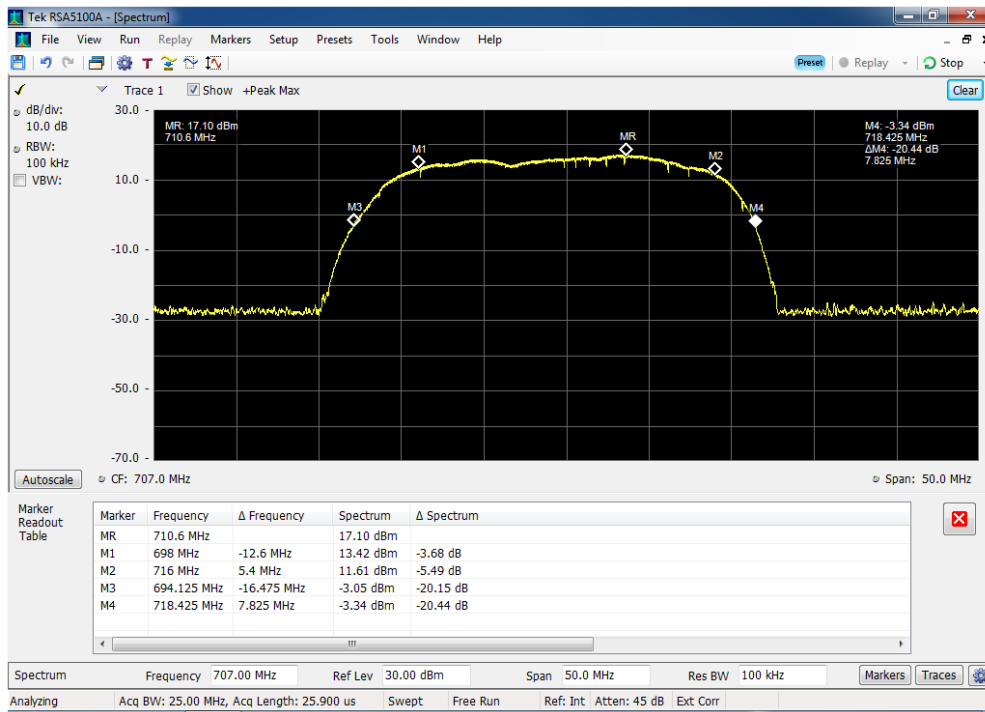 Tek RSA5100A - [Spectrum]
File View Run Replay Markers Setup Presets Tools Window Help
T Preset Replay Stop
Trace 1 Show +Peak Max Clear
dB/div:
10.0 dB
RBW:
100 kHz
VBW:
30.0
10.0
-10.0
-30.0
-50.0
-70.0
MR: 17.10 dBm
710.6 MHz
M4: -3.34 dBm
718.425 MHz
ΔM4: -20.44 dB
7.825 MHz
M1
MR
M2
M3
M4
Autoscale CF: 707.0 MHz Span: 50.0 MHz
Marker
Readout
Table
Marker Frequency Δ Frequency Spectrum Δ Spectrum
MR 710.6 MHz 17.10 dBm
M1 698 MHz -12.6 MHz 13.42 dBm -3.68 dB
M2 716 MHz 5.4 MHz 11.61 dBm -5.49 dB
M3 694.125 MHz -16.475 MHz -3.05 dBm -20.15 dB
M4 718.425 MHz 7.825 MHz -3.34 dBm -20.44 dB
Spectrum Frequency 707.00 MHz Ref Lev 30.00 dBm Span 50.0 MHz Res BW 100 kHz Markers Traces
Analyzing Acq BW: 25.00 MHz, Acq Length: 25.900 us Swept Free Run Ref: Int Atten: 45 dB Ext Corr